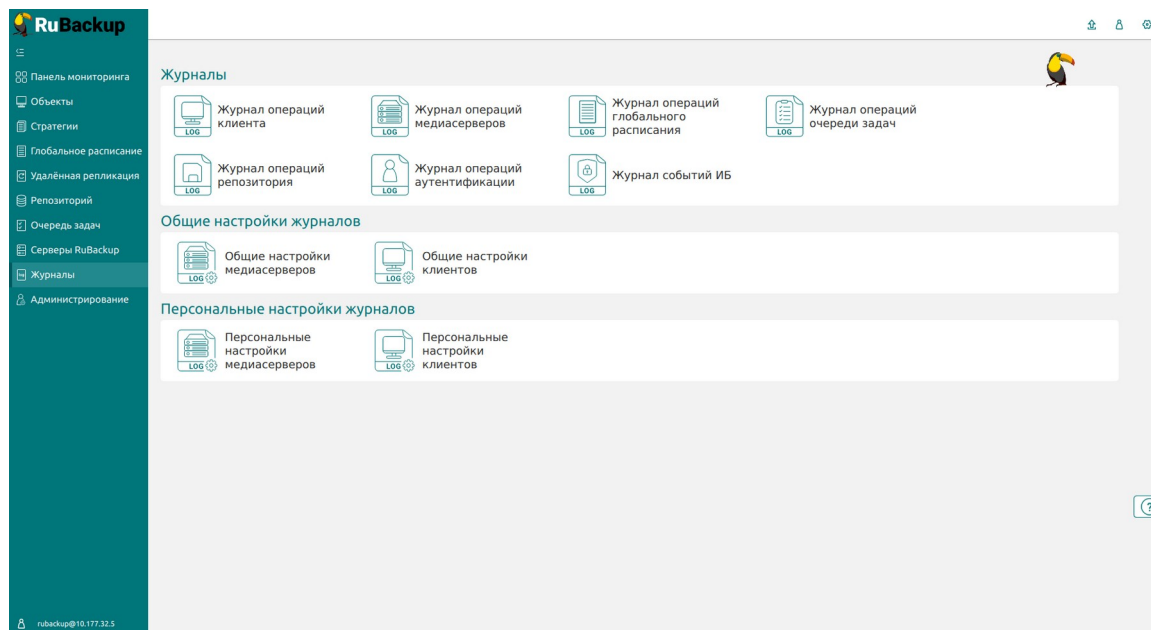 RuBackup
Панель мониторинга
Объекты
Стратегии
Глобальное расписание
Удалённая репликация
Репозиторий
Очередь задач
Серверы RuBackup
Журналы
Администрирование
rubackup@10.177.32.5
Журналы
LOG
Журнал операций
клиента
LOG
Журнал операций
медиасерверов
LOG
Журнал операций
глобального
расписания
LOG
Журнал операций
очереди задач
LOG
Журнал операций
репозитория
LOG
Журнал операций
аутентификации
LOG
Журнал событий ИБ
Общие настройки журналов
LOG
Общие настройки
медиасерверов
LOG
Общие настройки
клиентов
Персональные настройки журналов
LOG
Персональные
настройки
медиасерверов
LOG
Персональные
настройки
клиентов
?